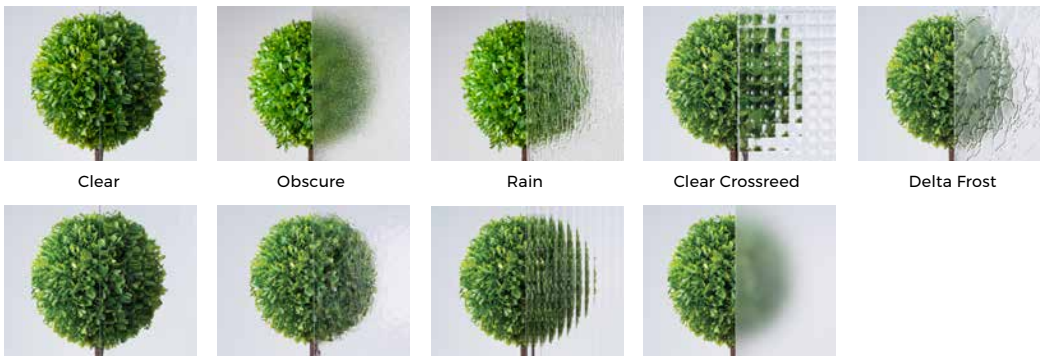 Clear
Obscure
Rain
Clear Crossreed
Delta Frost